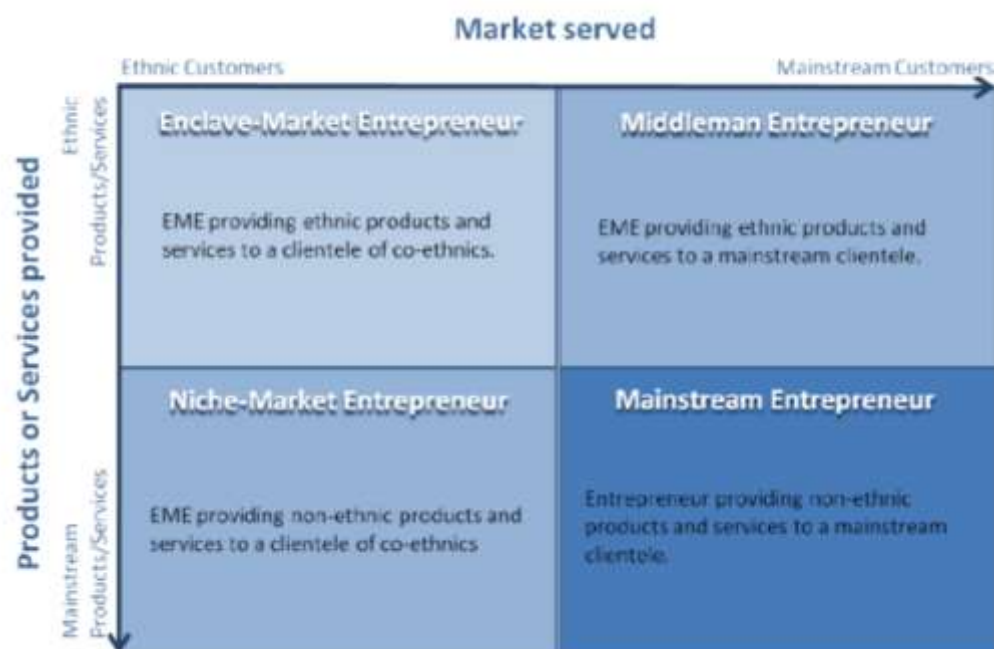 Market served
Ethnic Customers
Mainstream Customers
Products or Services provided
Ethnic
Products/Services
Mainstream
Products/Services
Enclave-Market Entrepreneur
EME providing ethnic products and
services to a clientele of co-ethnics.
Middleman Entrepreneur
EME providing ethnic products and
services to a mainstream clientele.
Niche-Market Entrepreneur
EME providing non-ethnic products and
services to a clientele of co-ethnics
Mainstream Entrepreneur
Entrepreneur providing non-ethnic
products and services to a mainstream
clientele.